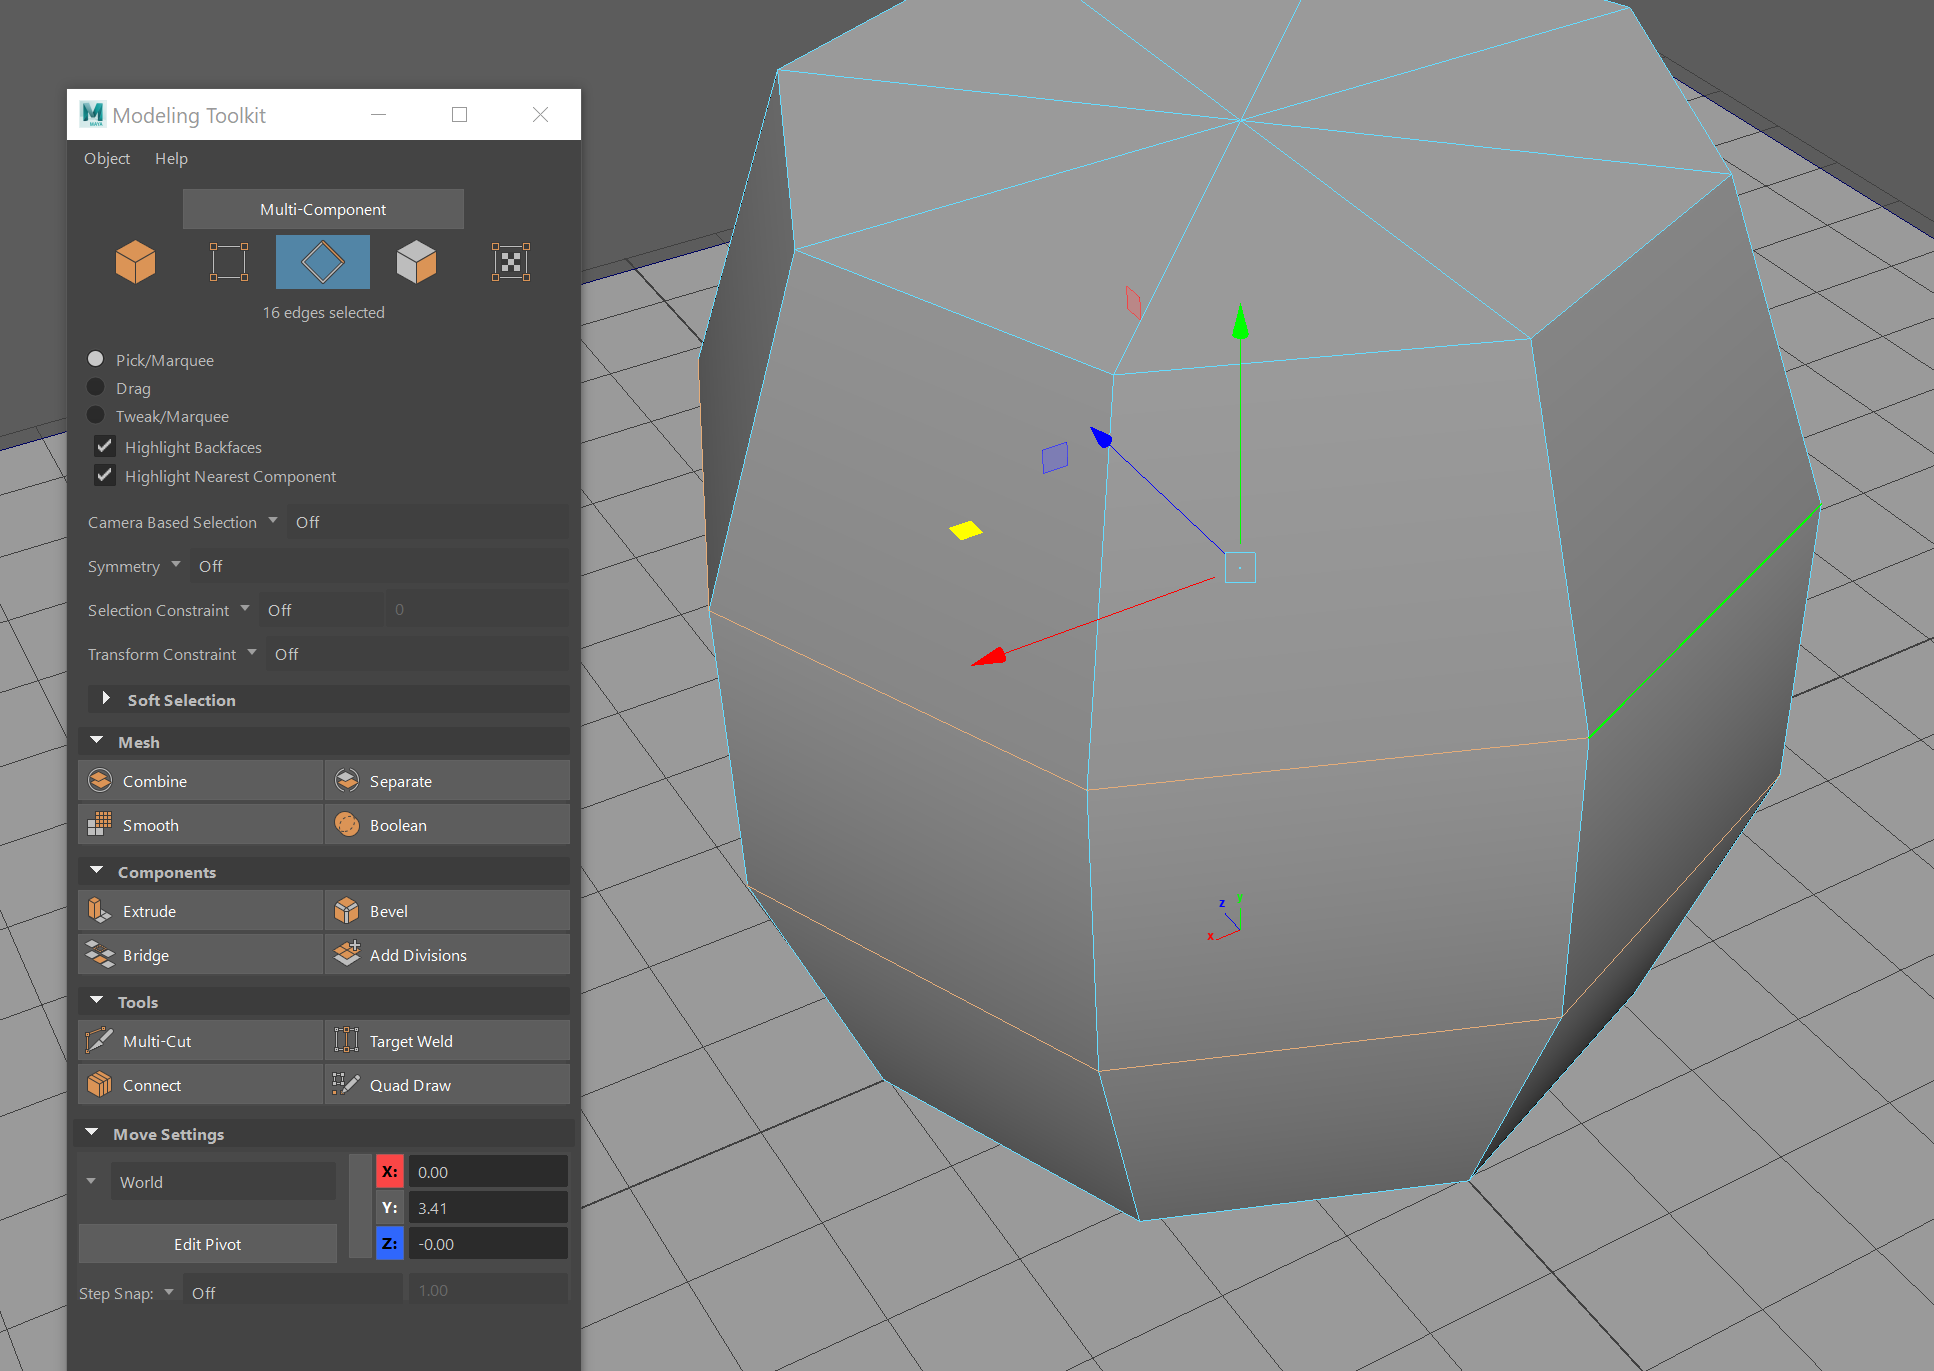 Modeling Toolkit
Object Help
Multi-Component
16 edges selected
Pick/Marquee
Drag
Tweak/Marquee
Highlight Backfaces
Highlight Nearest Component
Camera Based Selection Off
Symmetry Off
Selection Constraint Off 0
Transform Constraint Off
Soft Selection
Mesh
Combine Separate
Smooth Boolean
Components
Extrude Bevel
Bridge Add Divisions
Tools
Multi-Cut Target Weld
Connect Quad Draw
Move Settings
World
X: 0.00
Y: 3.41
Z: -0.00
Edit Pivot
Step Snap: Off 1.00
z y
x
M
MAYA